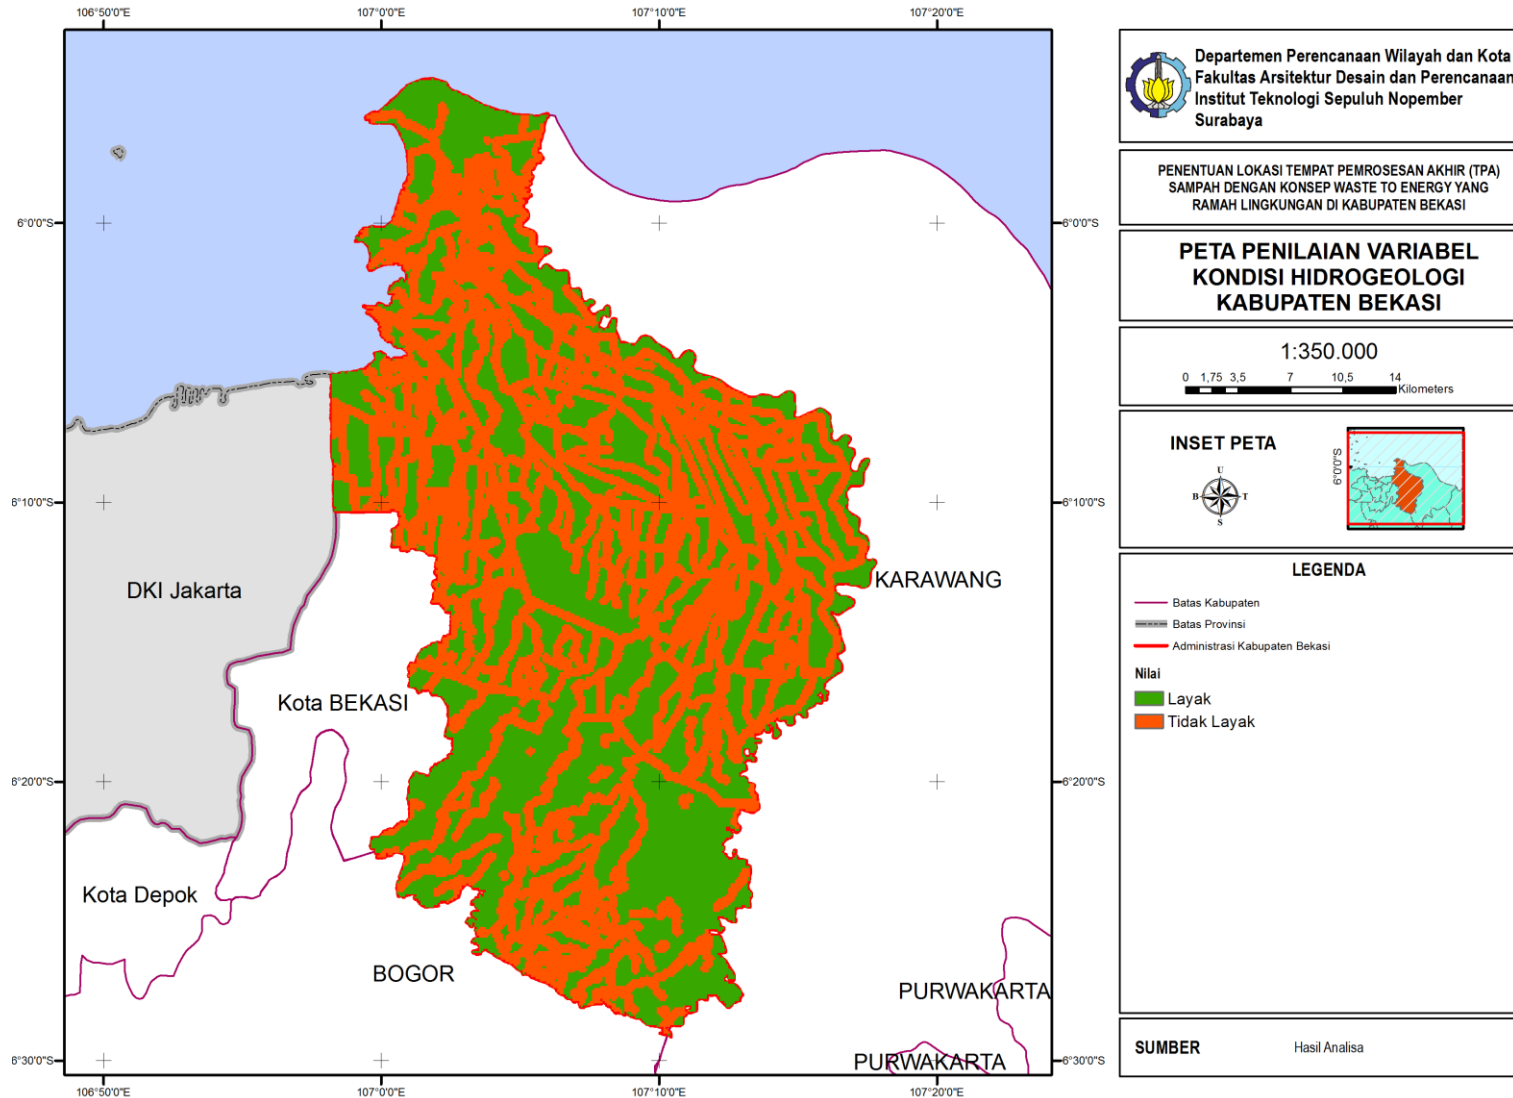 106°50'0"E
107°0'0"E
107°10'0"E
107°20'0"E
6°0'0"S
6°0'0"S
6°10'0"S
6°10'0"S
6°20'0"S
6°20'0"S
6°30'0"S
6°30'0"S
106°50'0"E
107°0'0"E
107°10'0"E
107°20'0"E
DKI Jakarta
KARAWANG
Kota BEKASI
Kota Depok
BOGOR
PURWAKARTA
PURWAKARTA
Departemen Perencanaan Wilayah dan Kota
Fakultas Arsitektur Desain dan Perencanaan
Institut Teknologi Sepuluh Nopember
Surabaya
PENENTUAN LOKASI TEMPAT PEMROSESAN AKHIR (TPA)
SAMPAH DENGAN KONSEP WASTE TO ENERGY YANG
RAMAH LINGKUNGAN DI KABUPATEN BEKASI
PETA PENILAIAN VARIABEL
KONDISI HIDROGEOLOGI
KABUPATEN BEKASI
1:350.000
0 1,75 3,5 7 10,5 14
Kilometers
INSET PETA
U
B T
S
6°0'0"S
LEGENDA
Batas Kabupaten
Batas Provinsi
Administrasi Kabupaten Bekasi
Nilai
Layak
Tidak Layak
SUMBER Hasil Analisa